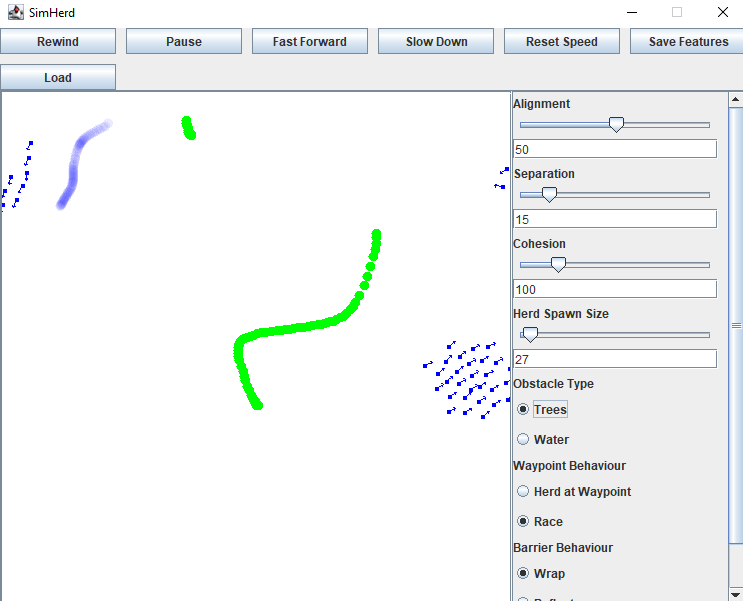 SimHerd
Rewind Pause Fast Forward Slow Down Reset Speed Save Features
Load
Alignment
50
Separation
15
Cohesion
100
Herd Spawn Size
27
Obstacle Type
Trees
Water
Waypoint Behaviour
Herd at Waypoint
Race
Barrier Behaviour
Wrap